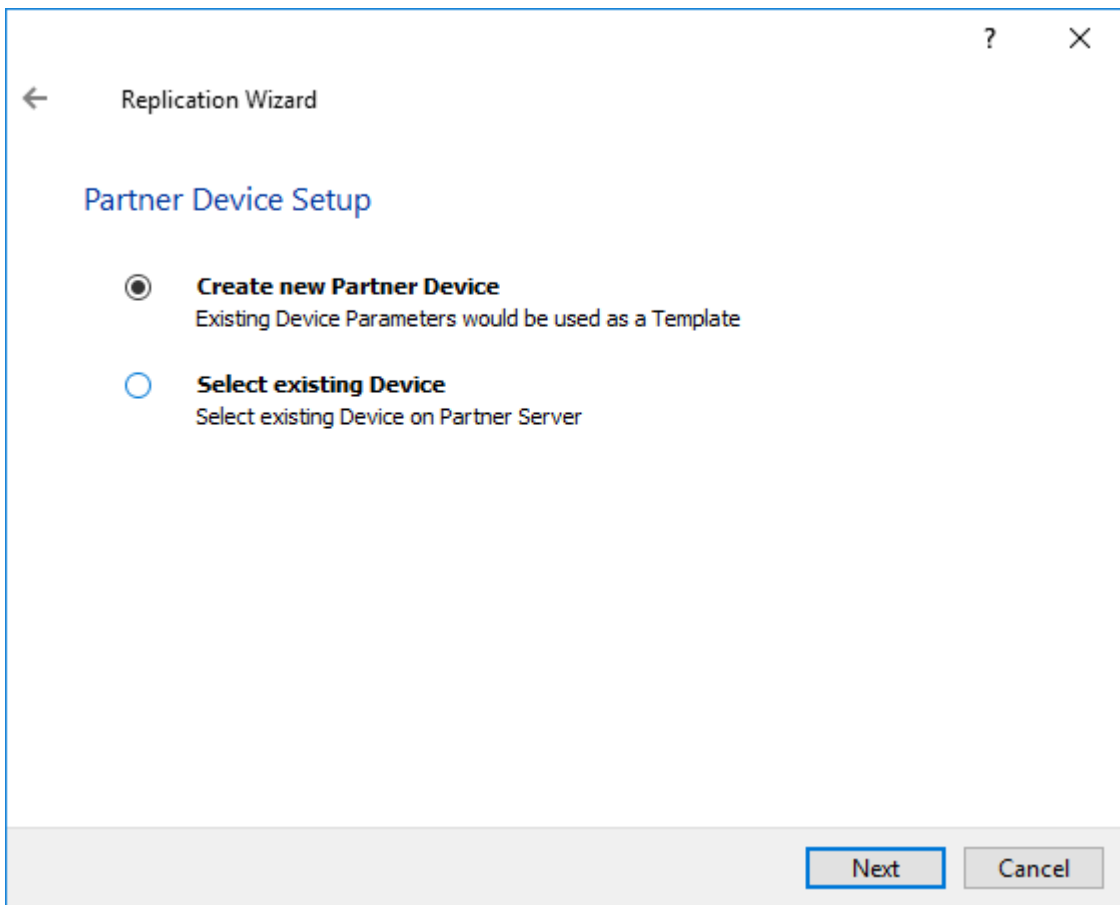 ?
Replication Wizard
Partner Device Setup
Create new Partner Device
Existing Device Parameters would be used as a Template
Select existing Device
Select existing Device on Partner Server
Next
Cancel